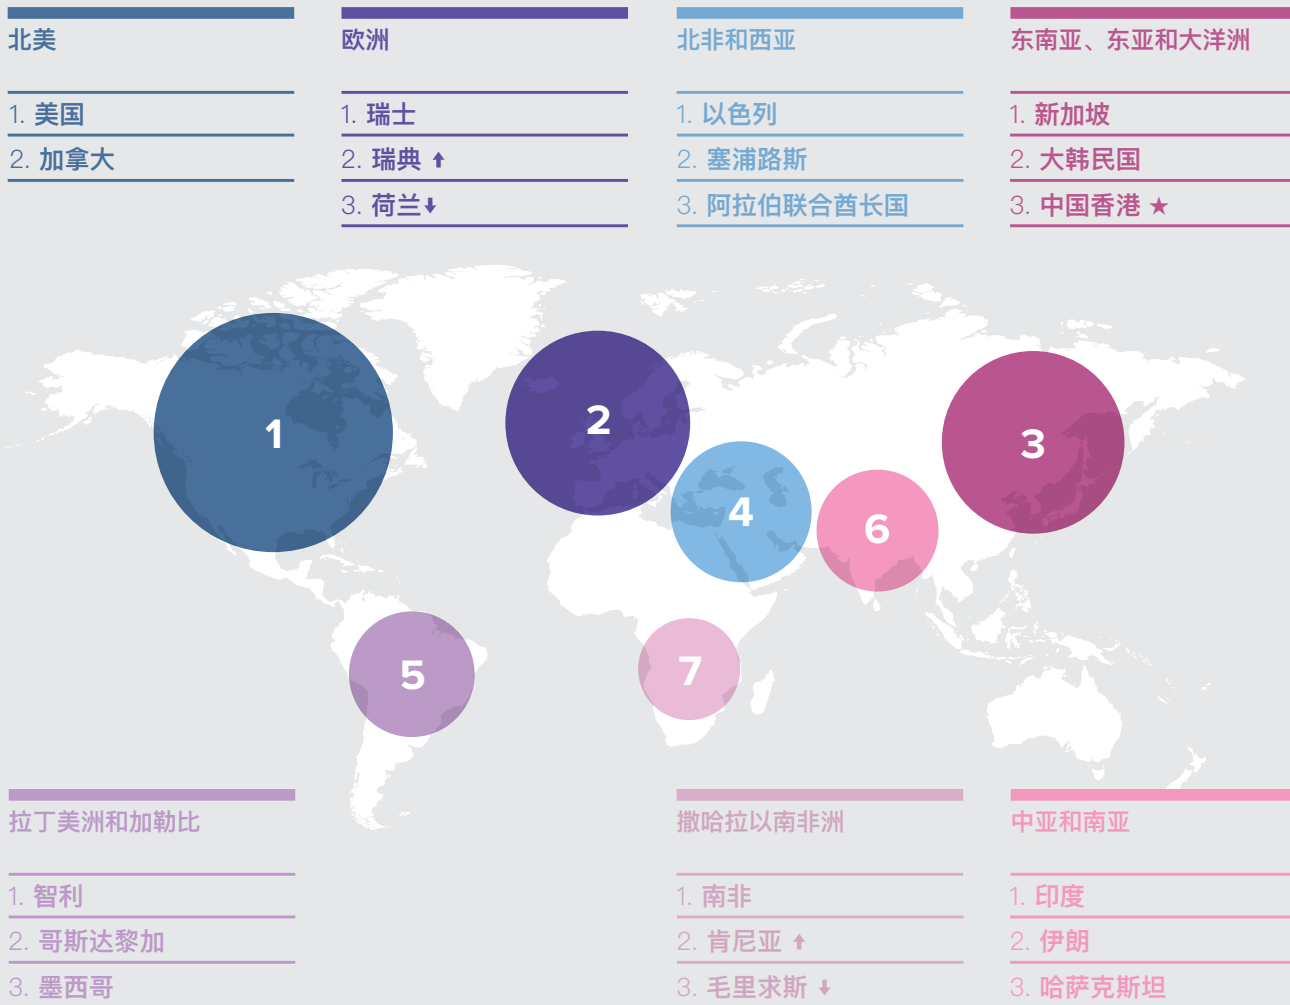 北美
1. 美国
2. 加拿大
欧洲
1. 瑞士
2. 瑞典 ⬆
3. 荷兰⬇
北非和西亚
1. 以色列
2. 塞浦路斯
3. 阿拉伯联合酋长国
东南亚、东亚和大洋洲
1. 新加坡
2. 大韩民国
3. 中国香港 ★
1
2
3
4
6
5
7
拉丁美洲和加勒比
1. 智利
2. 哥斯达黎加
3. 墨西哥
撒哈拉以南非洲
1. 南非
2. 肯尼亚 ⬆
3. 毛里求斯 ⬇
中亚和南亚
1. 印度
2. 伊朗
3. 哈萨克斯坦